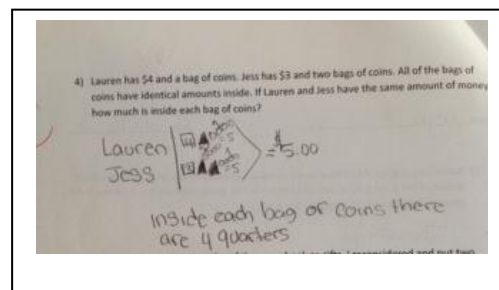 4) Lauren has $4 and a bag of coins. Jess has $3 and two bags of coins. All of the bags of
coins have identical amounts inside. If Lauren and Jess have the same amount of money
how much is inside each bag of coins?
Lauren
Jess
= $5.00
inside each bag of coins there
are 4 quarters